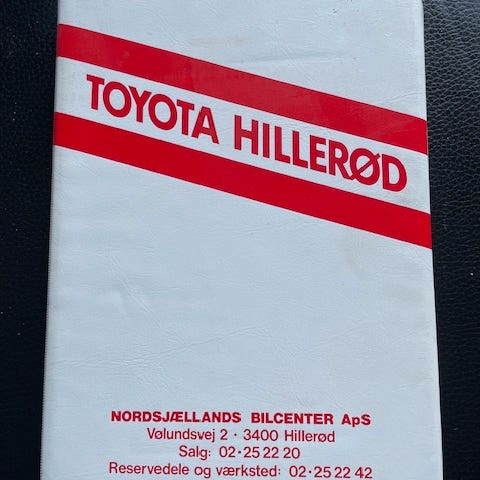 TOYOTA HILLERØD
NORDSJÆLLANDS BILCENTER ApS
Vølundsvej 2 · 3400 Hillerød
Salg: 02·25 22 20
Reservedele og værksted: 02·25 22 42